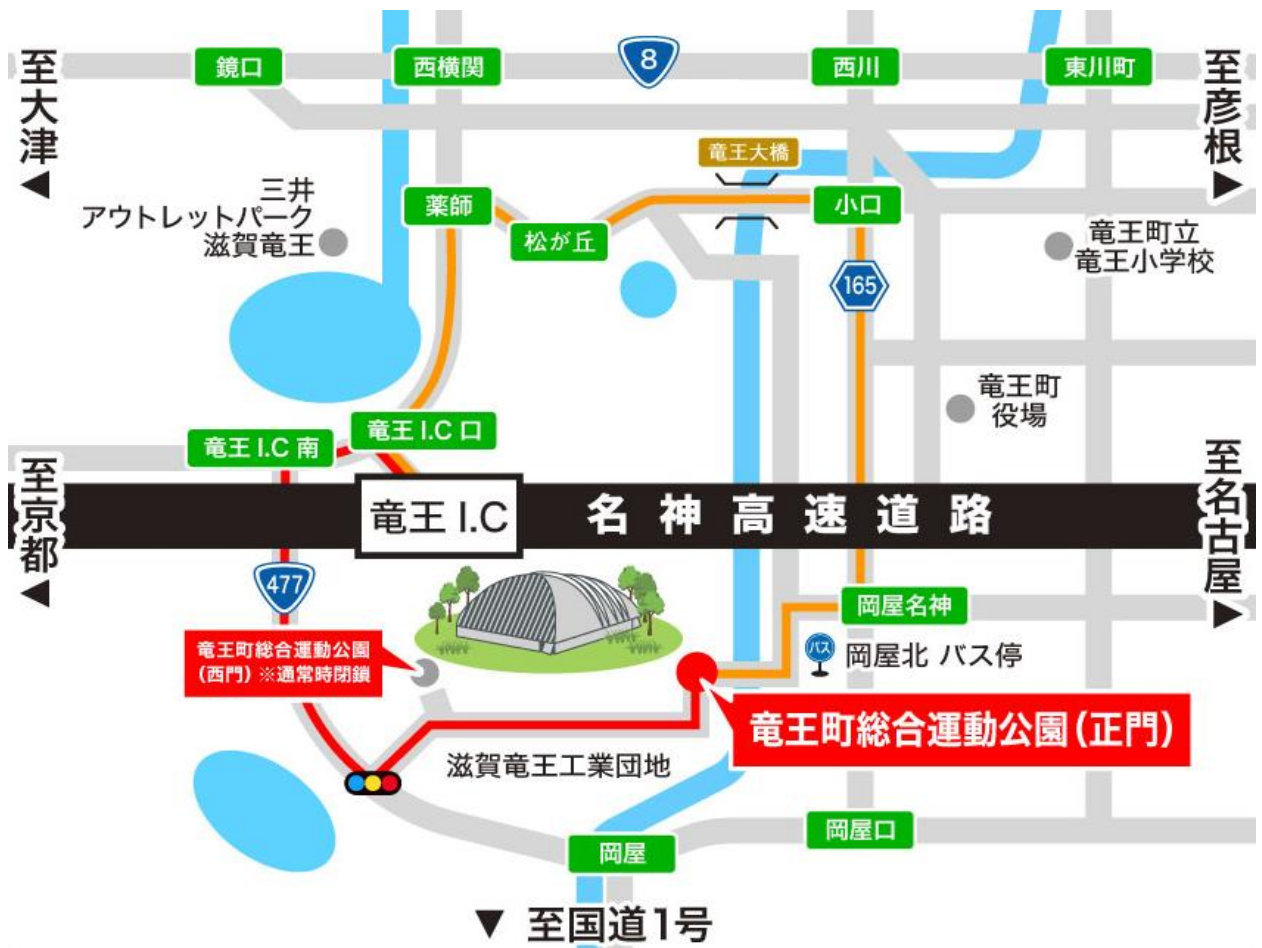 鏡口
西横関
8
西川
東川町
至大津
◀
至彦根
▶
竜王大橋
三井
アウトレットパーク
滋賀竜王
薬師
松が丘
小口
竜王町立
竜王小学校
165
竜王町
役場
竜王 I.C 南
竜王 I.C 口
至京都
◀
竜王 I.C
名神高速道路
至名古屋
▶
477
岡屋名神
竜王町総合運動公園
(西門) ※通常時閉鎖
バス
岡屋北 バス停
竜王町総合運動公園(正門)
滋賀竜王工業団地
岡屋
岡屋口
▼ 至国道1号